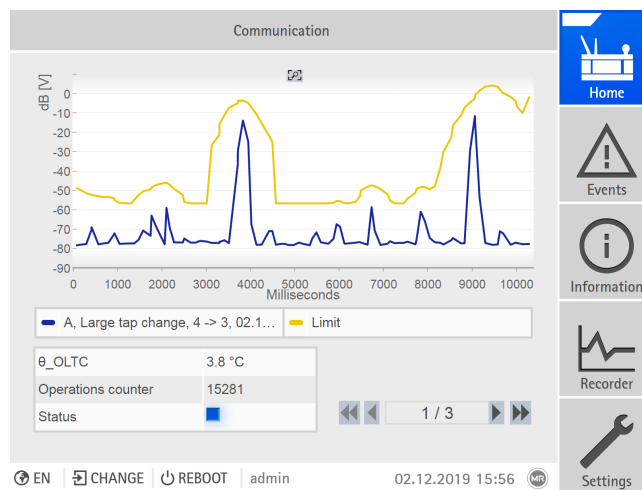 Communication
Home
dB [V]
0
-10
-20
-30
-40
-50
-60
-70
-80
-90
0 1000 2000 3000 4000 5000 6000 7000 8000 9000 10000
Milliseconds
Events
Information
A, Large tap change, 4 -> 3, 02.1... Limit
θ_OLTC 3.8 °C
Operations counter 15281
Status
1 / 3
Recorder
EN CHANGE REBOOT admin 02.12.2019 15:56 MR
Settings